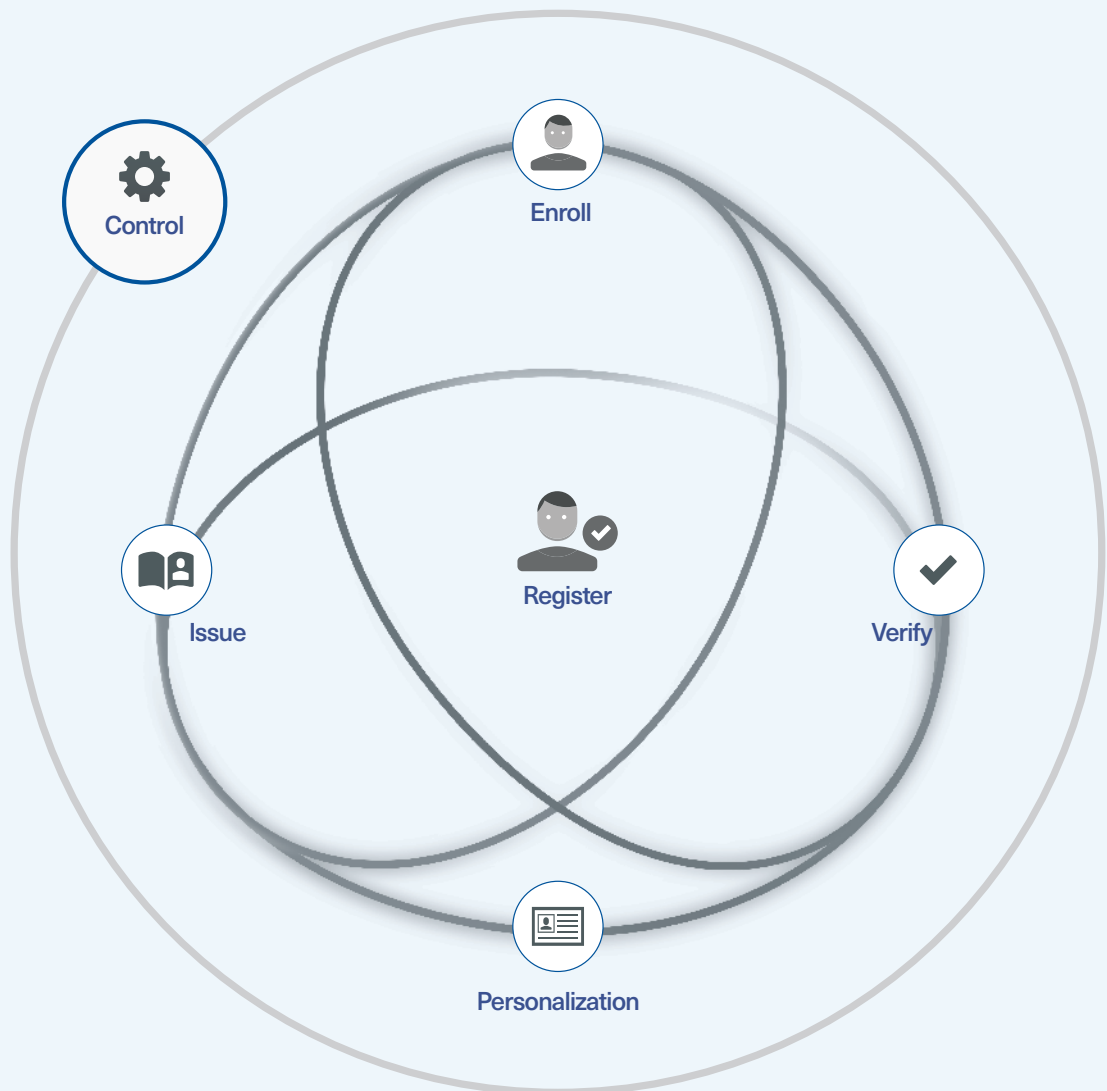 Control
Enroll
Register
Issue
Verify
Personalization